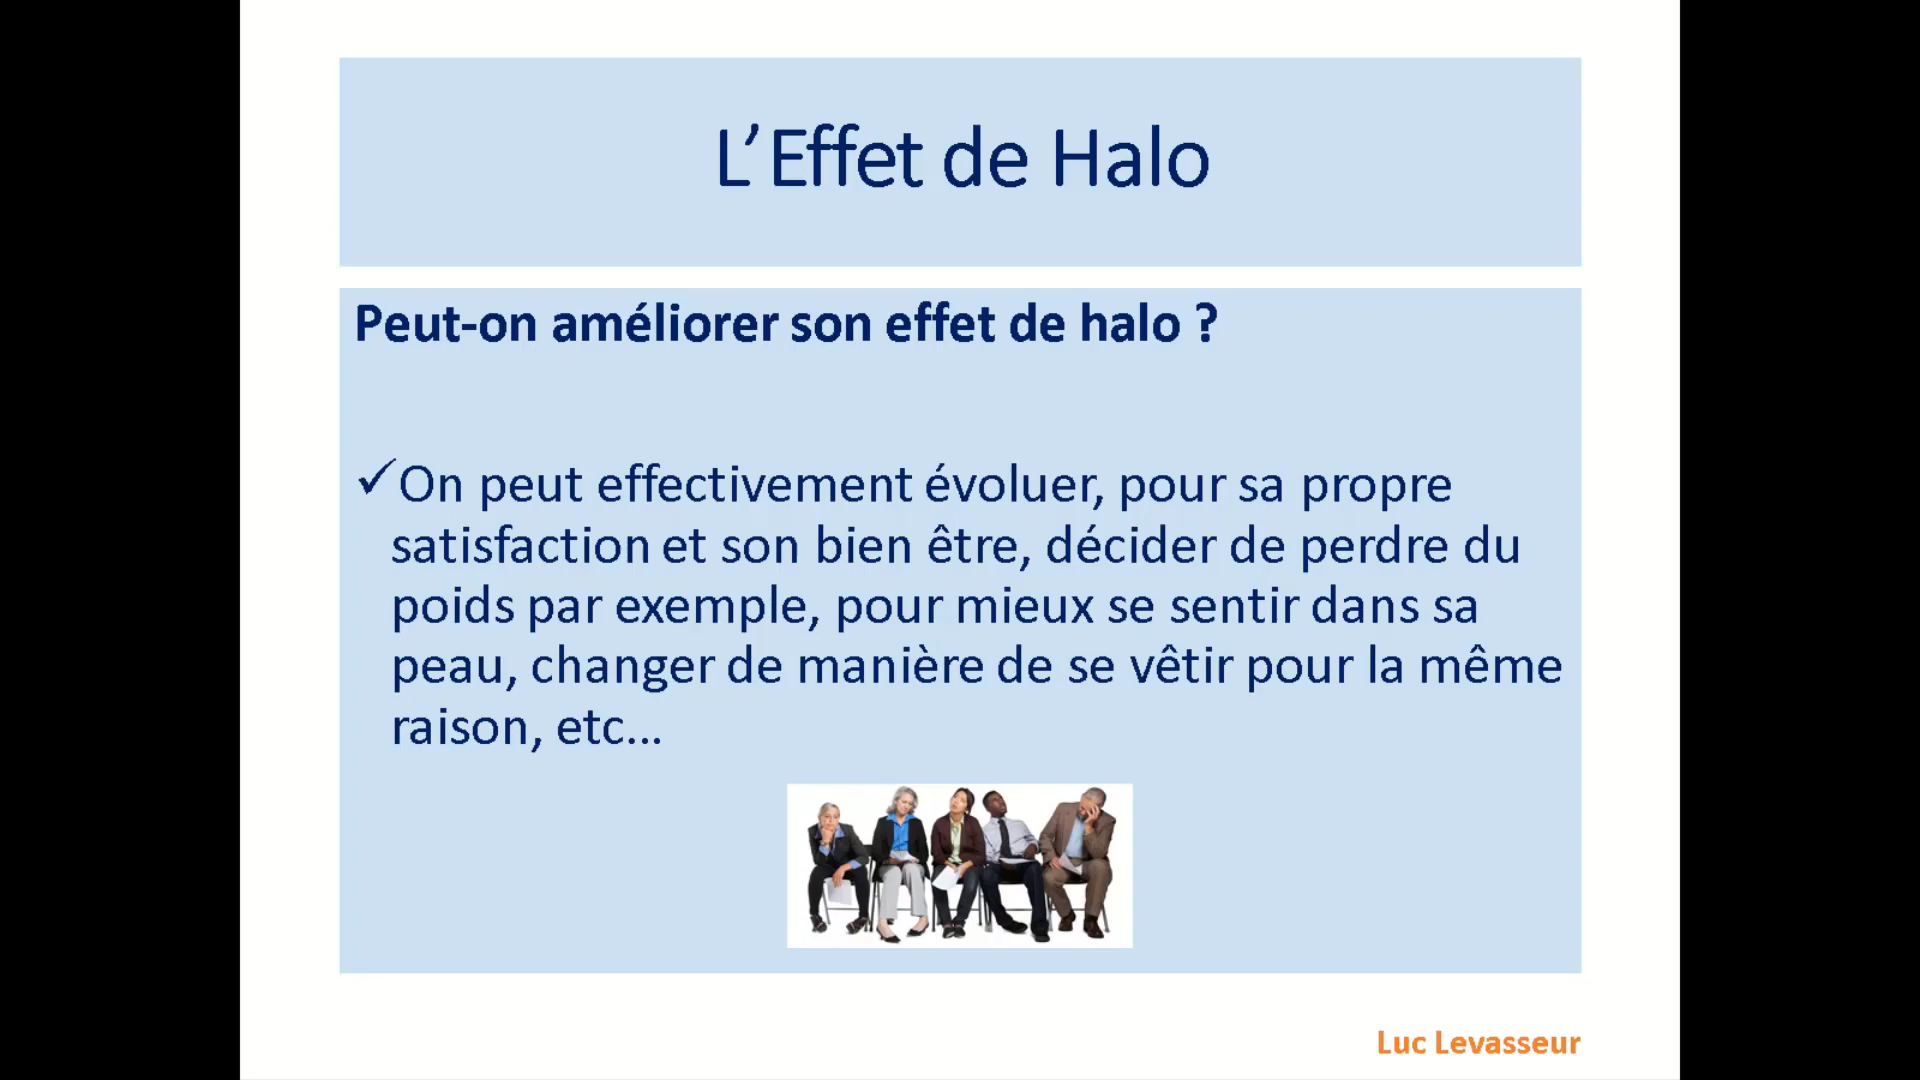 L’Effet de Halo
Peut-on améliorer son effet de halo ?
✓On peut effectivement évoluer, pour sa propre
satisfaction et son bien être, décider de perdre du
poids par exemple, pour mieux se sentir dans sa
peau, changer de manière de se vêtir pour la même
raison, etc...
Luc Levasseur